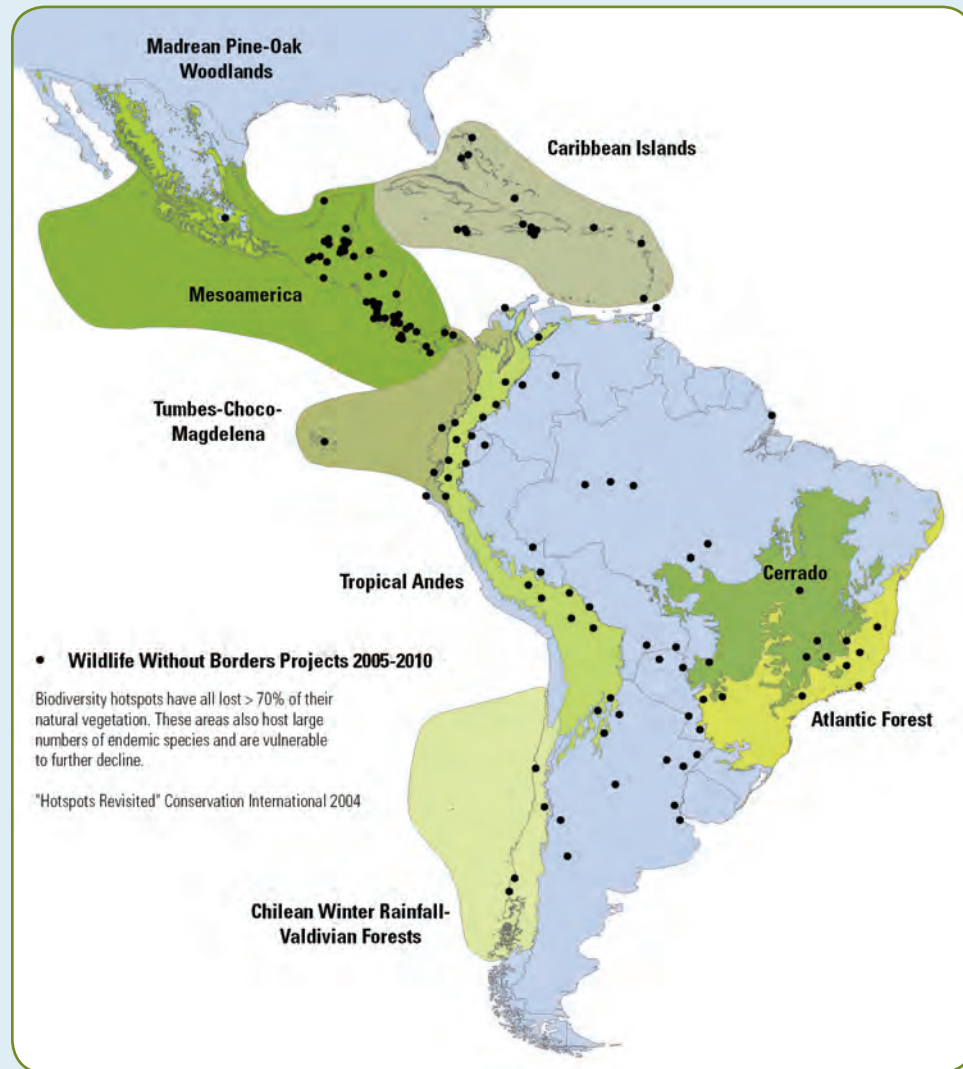 Madrean Pine-Oak
Woodlands
Caribbean Islands
Mesoamerica
Tumbes-Choco-
Magdelena
Tropical Andes
Cerrado
• Wildlife Without Borders Projects 2005-2010
Biodiversity hotspots have all lost > 70% of their
natural vegetation. These areas also host large
numbers of endemic species and are vulnerable
to further decline.
"Hotspots Revisited" Conservation International 2004
Atlantic Forest
Chilean Winter Rainfall-
Valdivian Forests